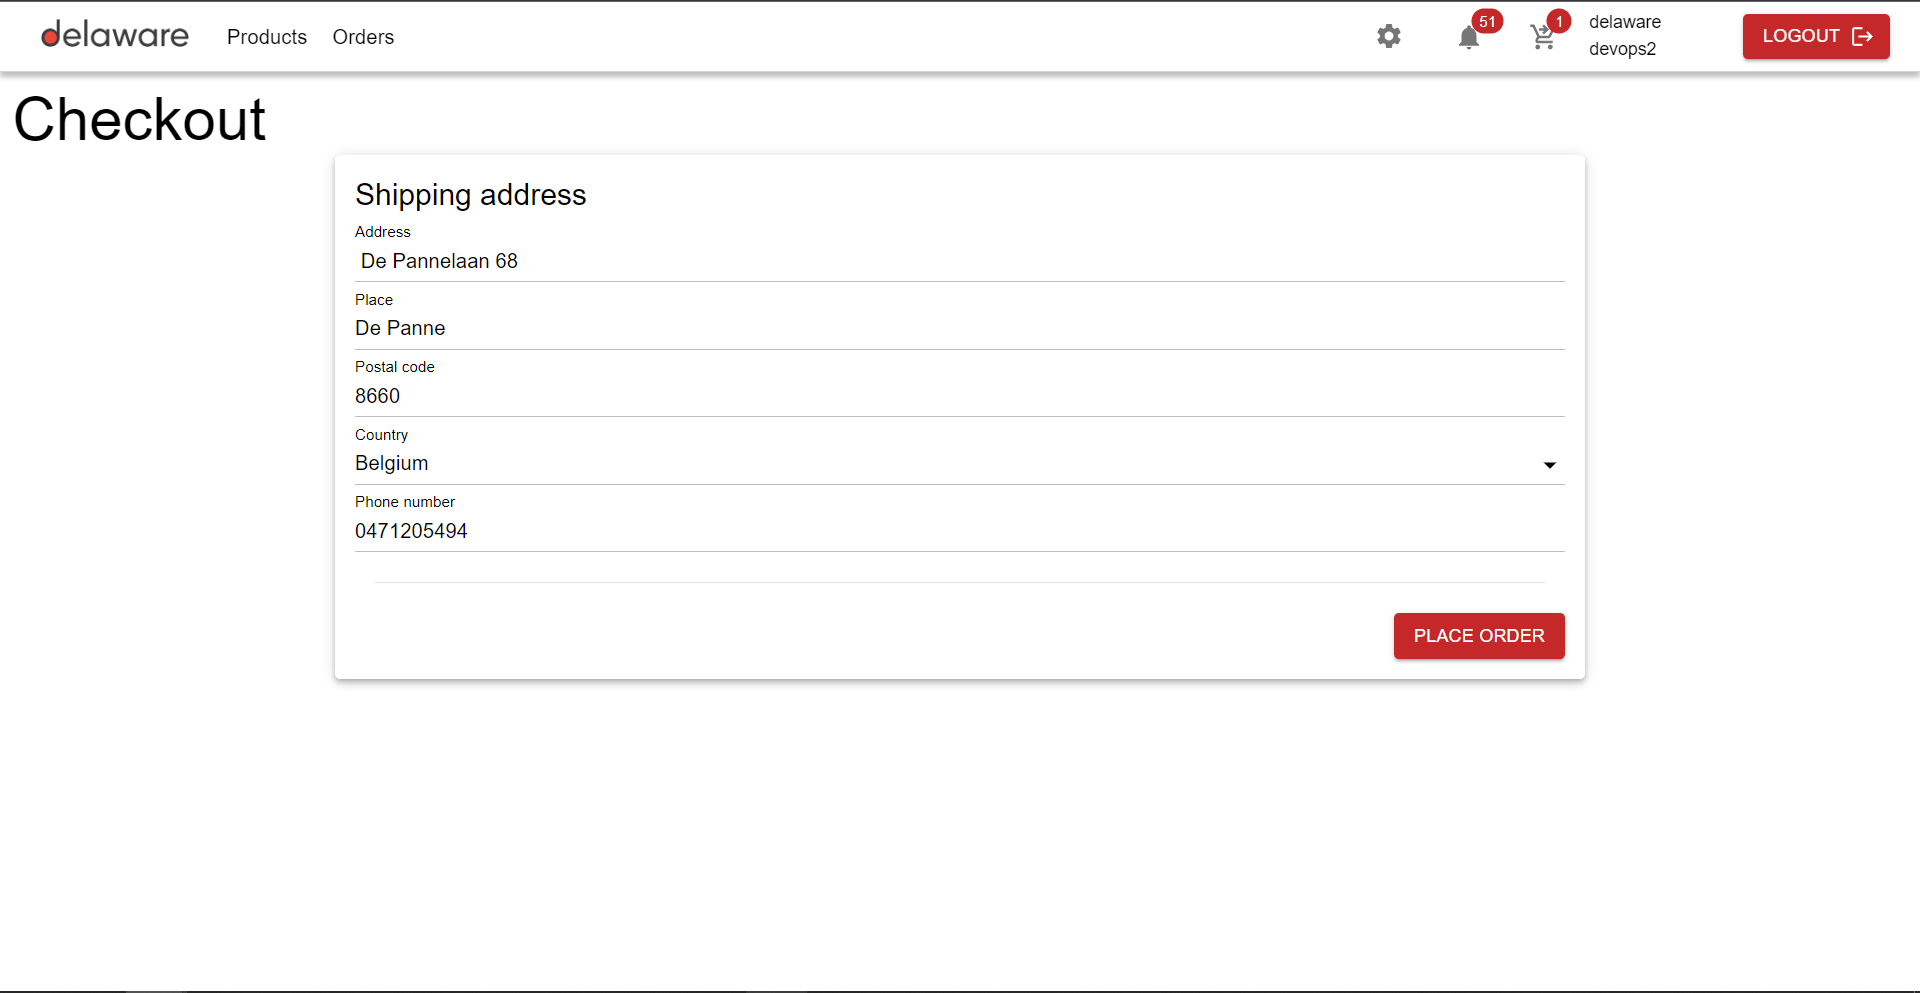 delaware Products Orders 51 1 delaware
devops2 LOGOUT
Checkout
Shipping address
Address
De Pannelaan 68
Place
De Panne
Postal code
8660
Country
Belgium
Phone number
0471205494
PLACE ORDER